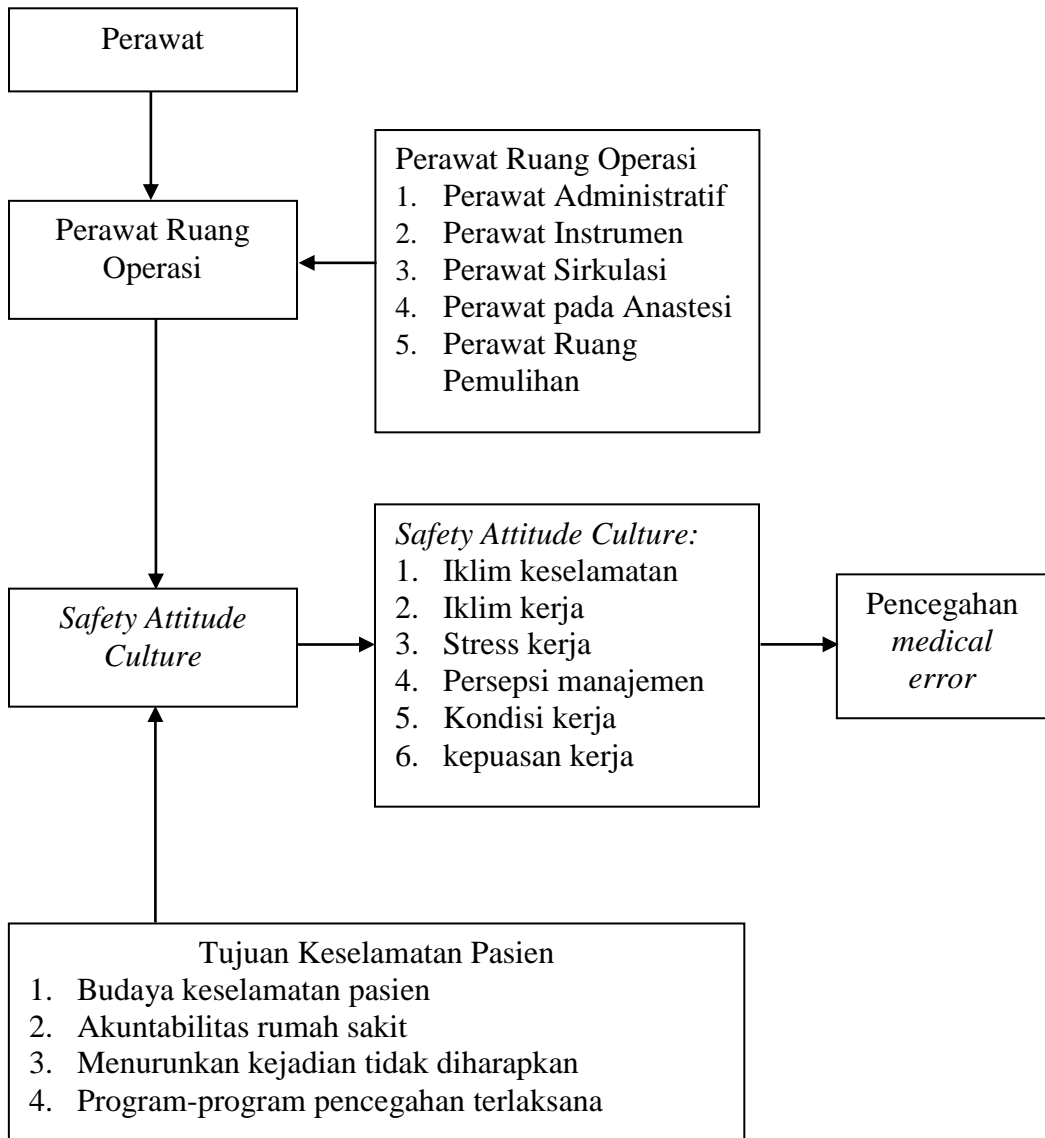 Perawat
Perawat Ruang Operasi
1. Perawat Administratif
2. Perawat Instrumen
3. Perawat Sirkulasi
4. Perawat pada Anastesi
5. Perawat Ruang
Pemulihan
Perawat Ruang
Operasi
Safety Attitude Culture:
1. Iklim keselamatan
2. Iklim kerja
3. Stress kerja
4. Persepsi manajemen
5. Kondisi kerja
6. kepuasan kerja
Safety Attitude
Culture
Pencegahan
medical
error
Tujuan Keselamatan Pasien
1. Budaya keselamatan pasien
2. Akuntabilitas rumah sakit
3. Menurunkan kejadian tidak diharapkan
4. Program-program pencegahan terlaksana